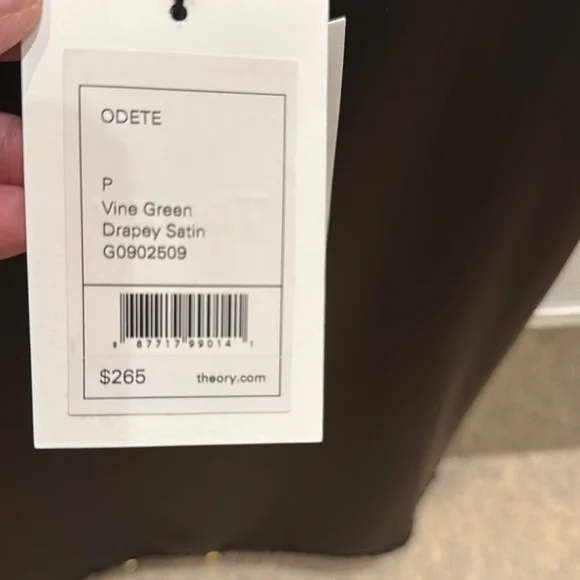 ODETE
P
Vine Green
Drapey Satin
G0902509
8 87717 99014 1
$265 theory.com